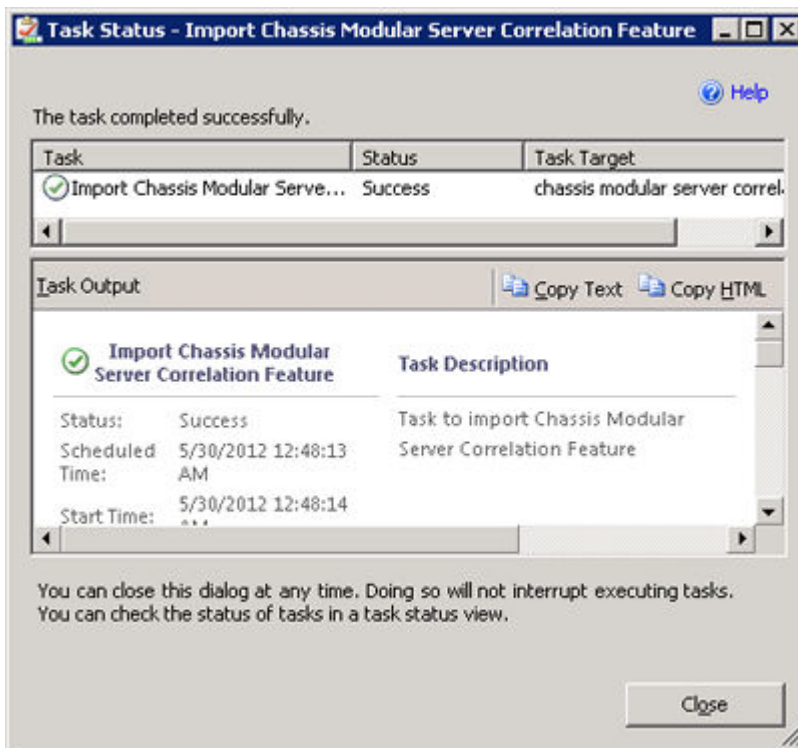 Task Status - Import Chassis Modular Server Correlation Feature
Help
The task completed successfully.
Task Status Task Target
Import Chassis Modular Serve... Success chassis modular server correl
Task Output Copy Text Copy HTML
Import Chassis Modular
Server Correlation Feature
Task Description
Status: Success
Scheduled Time: 5/30/2012 12:48:13 AM
Start Time: 5/30/2012 12:48:14
Task to import Chassis Modular
Server Correlation Feature
You can close this dialog at any time. Doing so will not interrupt executing tasks.
You can check the status of tasks in a task status view.
Close